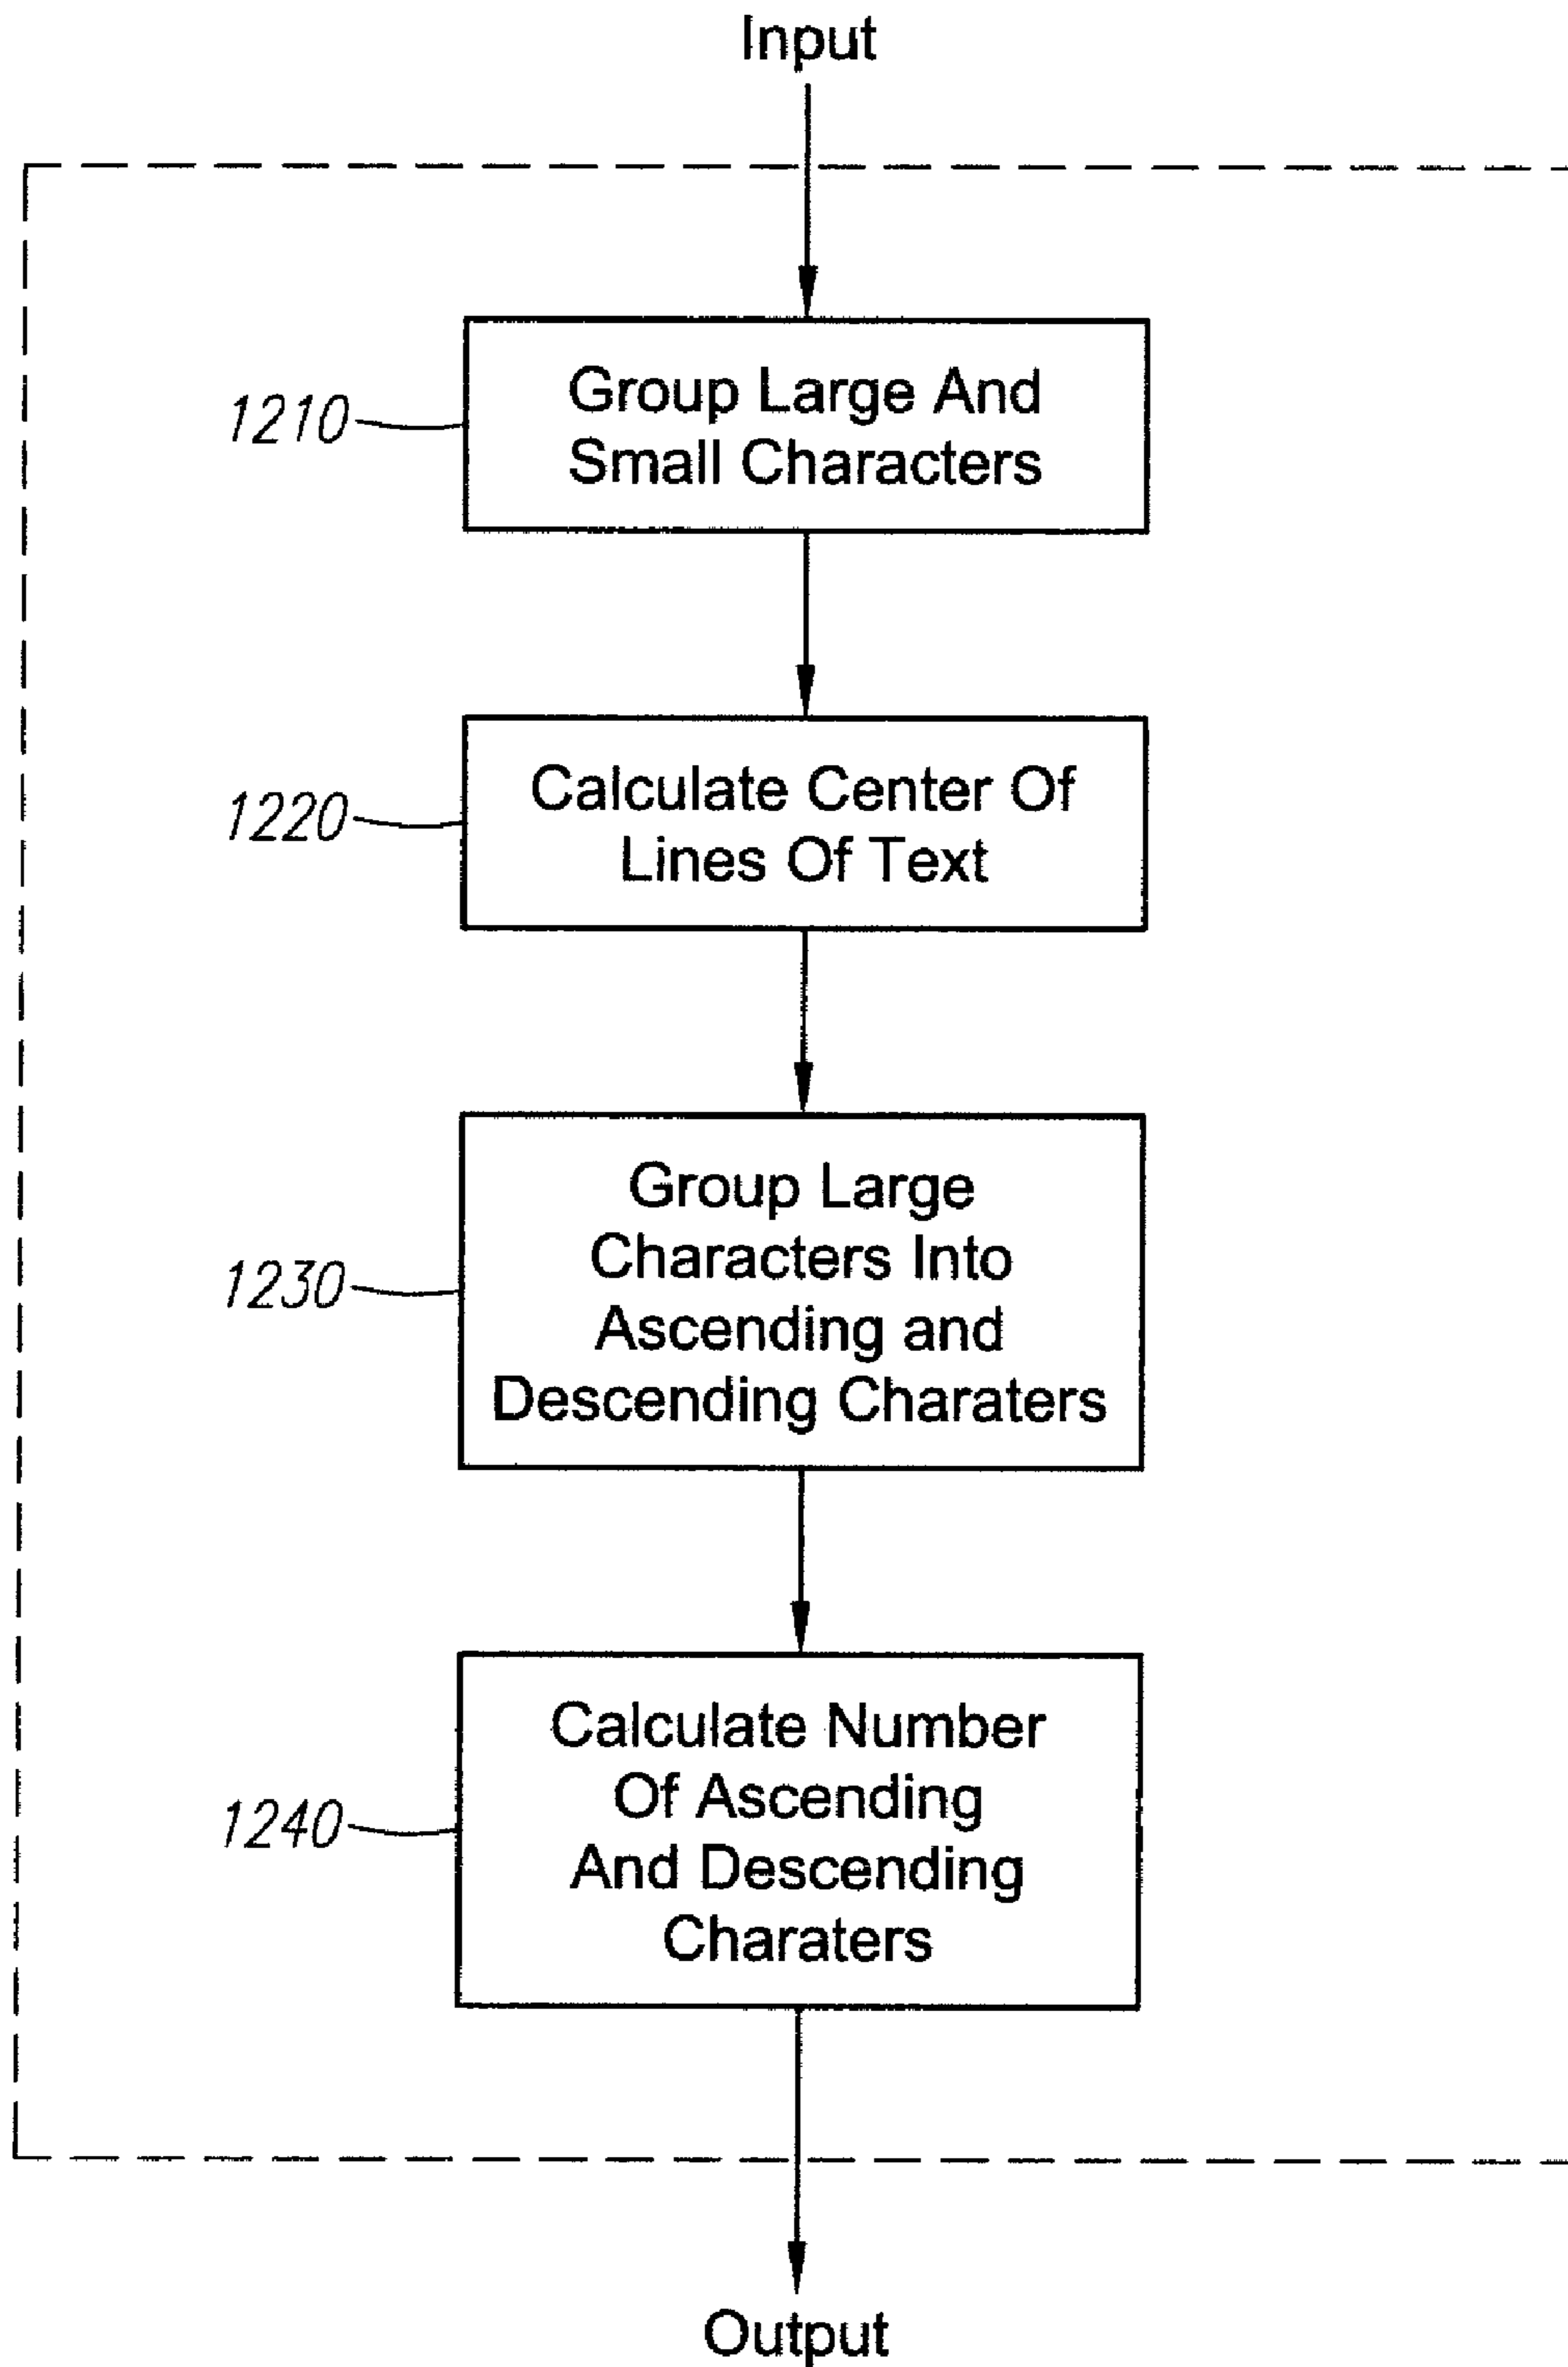 Input
1210
Group Large And
Small Characters
1220
Calculate Center Of
Lines Of Text
1230
Group Large
Characters Into
Ascending and
Descending Charaters
1240
Calculate Number
Of Ascending
And Descending
Charaters
Output